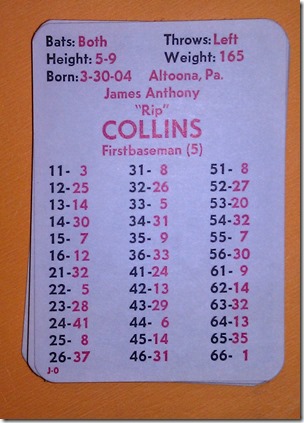 Bats: Both Throws: Left
Height: 5-9 Weight: 165
Born: 3-30-04 Altoona, Pa.
James Anthony
"Rip"
COLLINS
Firstbaseman (5)
11- 3 31- 8 51- 8
12-25 32-26 52-27
13-14 33- 5 53-20
14-30 34-31 54-32
15- 7 35- 9 55- 7
16-12 36-33 56-30
21-32 41-24 61- 9
22- 5 42-13 62-14
23-28 43-29 63-32
24-41 44- 6 64-13
25- 8 45-14 65-35
26-37 46-31 66- 1
J-O